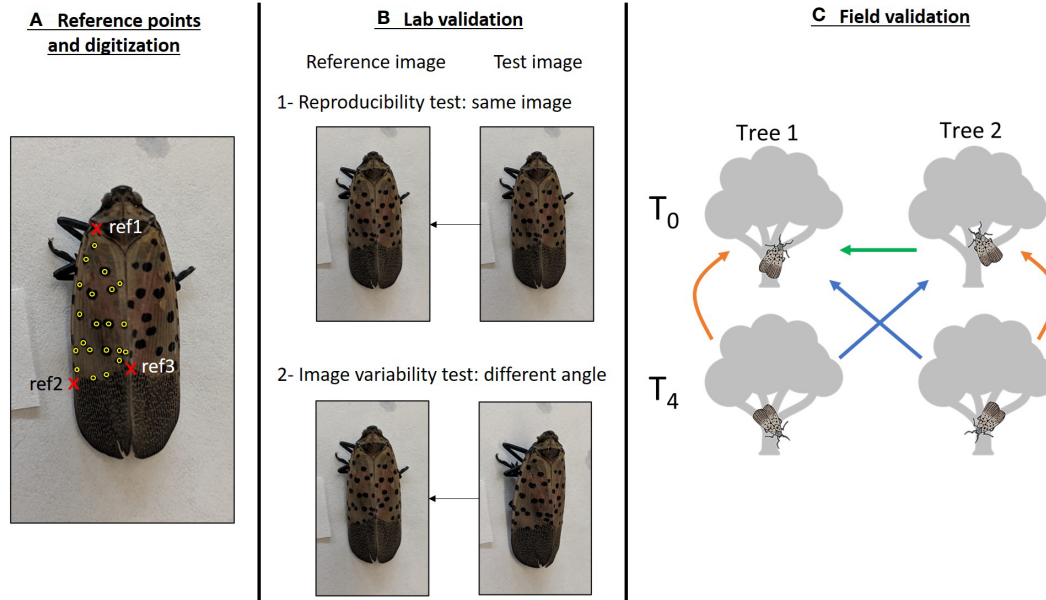 A Reference points
and digitization
ref1
ref3
ref2
B Lab validation
Reference image
Test image
1- Reproducibility test: same image
2- Image variability test: different angle
C Field validation
Tree 1
Tree 2
T0
T4